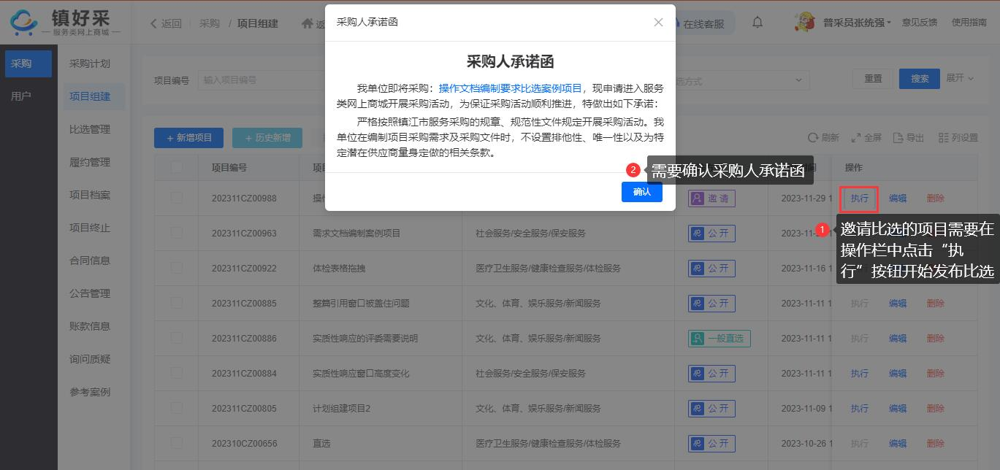 镇好采
服务类网上商城
返回 采购 / 项目组建
在线客服
普采员张统强
意见反馈
使用指南
采购
用户
采购计划
项目组建
比选管理
履约管理
项目档案
项目终止
合同信息
公告管理
账款信息
询问质疑
参考案例
项目编号 输入项目编号
选方式
重置 搜索 展开
+ 新增项目 + 历史新增
刷新 全屏 导出 列设置
采购人承诺函
采购人承诺函
我单位即将采购：操作文档编制要求比选案例项目，现申请进入服务
类网上商城开展采购活动，为保证采购活动顺利推进，特做出如下承诺：
严格按照镇江市服务采购的规章、规范性文件规定开展采购活动。我
单位在编制项目采购需求及采购文件时，不设置排他性、唯一性以及为特
定潜在供应商量身定做的相关条款。
确认
2 需要确认采购人承诺函
项目编号 操作
202311CZ00988 邀 请 2023-11-29 1 执行 编辑 删除
1 邀请比选的项目需要在
操作栏中点击“执
行”按钮开始发布比选
202311CZ00963 需求文档编制案例项目 社会服务/安全服务/保安服务 公 开 2023-11-
202311CZ00922 体检表格拖拽 医疗卫生服务/健康检查服务/体检服务 公 开 2023-11-16 1
202311CZ00885 整篇引用窗口被盖住问题 文化、体育、娱乐服务/新闻服务 公 开 2023-11-11 1 执行 编辑 删除
202311CZ00886 实质性响应的评委需要说明 文化、体育、娱乐服务/新闻服务 一般直选 2023-11-11 1 执行 编辑 删除
202311CZ00884 实质性响应窗口高度变化 社会服务/安全服务/保安服务 公 开 2023-11-11 1 执行 编辑 删除
202311CZ00805 计划组建项目2 文化、体育、娱乐服务/新闻服务 公 开 2023-11-09 1 执行 编辑 删除
202310CZ00656 直选 医疗卫生服务/健康检查服务/体检服务 公 开 2023-10-26 1 执行 编辑 删除